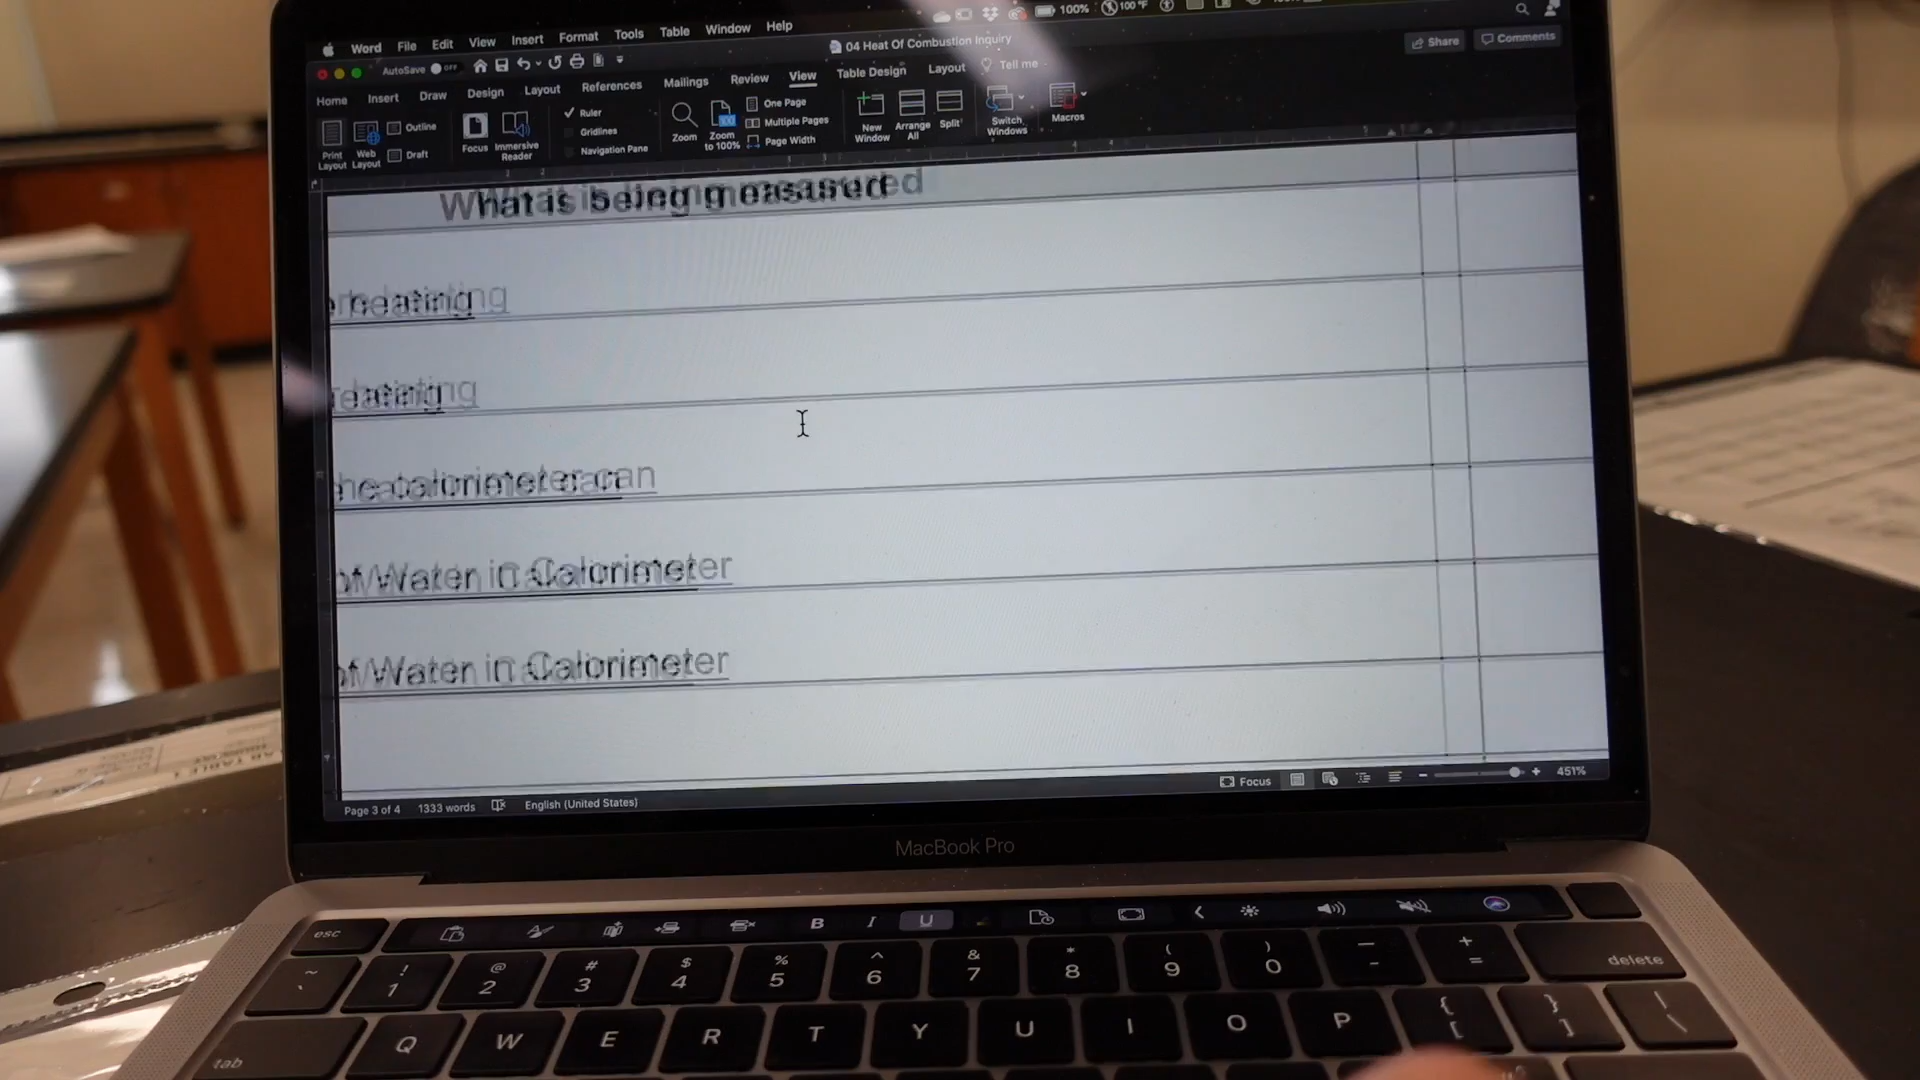 Word File Edit View Insert Format Tools Table Window Help 100% 100°F
AutoSave OFF 04 Heat Of Combustion Inquiry Share Comments
Home Insert Draw Design Layout References Mailings Review View Table Design Layout Tell me
Print Layout Web Layout Outline Draft Focus Immersive Reader Ruler Gridlines Navigation Pane Zoom Zoom to 100% One Page Multiple Pages Page Width New Window Arrange All Split Switch Windows Macros
What is being measured
heating
heating
calorimeter can
of Water in Calorimeter
of Water in Calorimeter
Page 3 of 4 1333 words English (United States) Focus 451%
MacBook Pro
esc B I U
~ ` ! 1 @ 2 # 3 $ 4 % 5 ^ 6 & 7 * 8 ( 9 ) 0 — - + = delete
tab Q W E R T Y U I O P { [ } ] | \